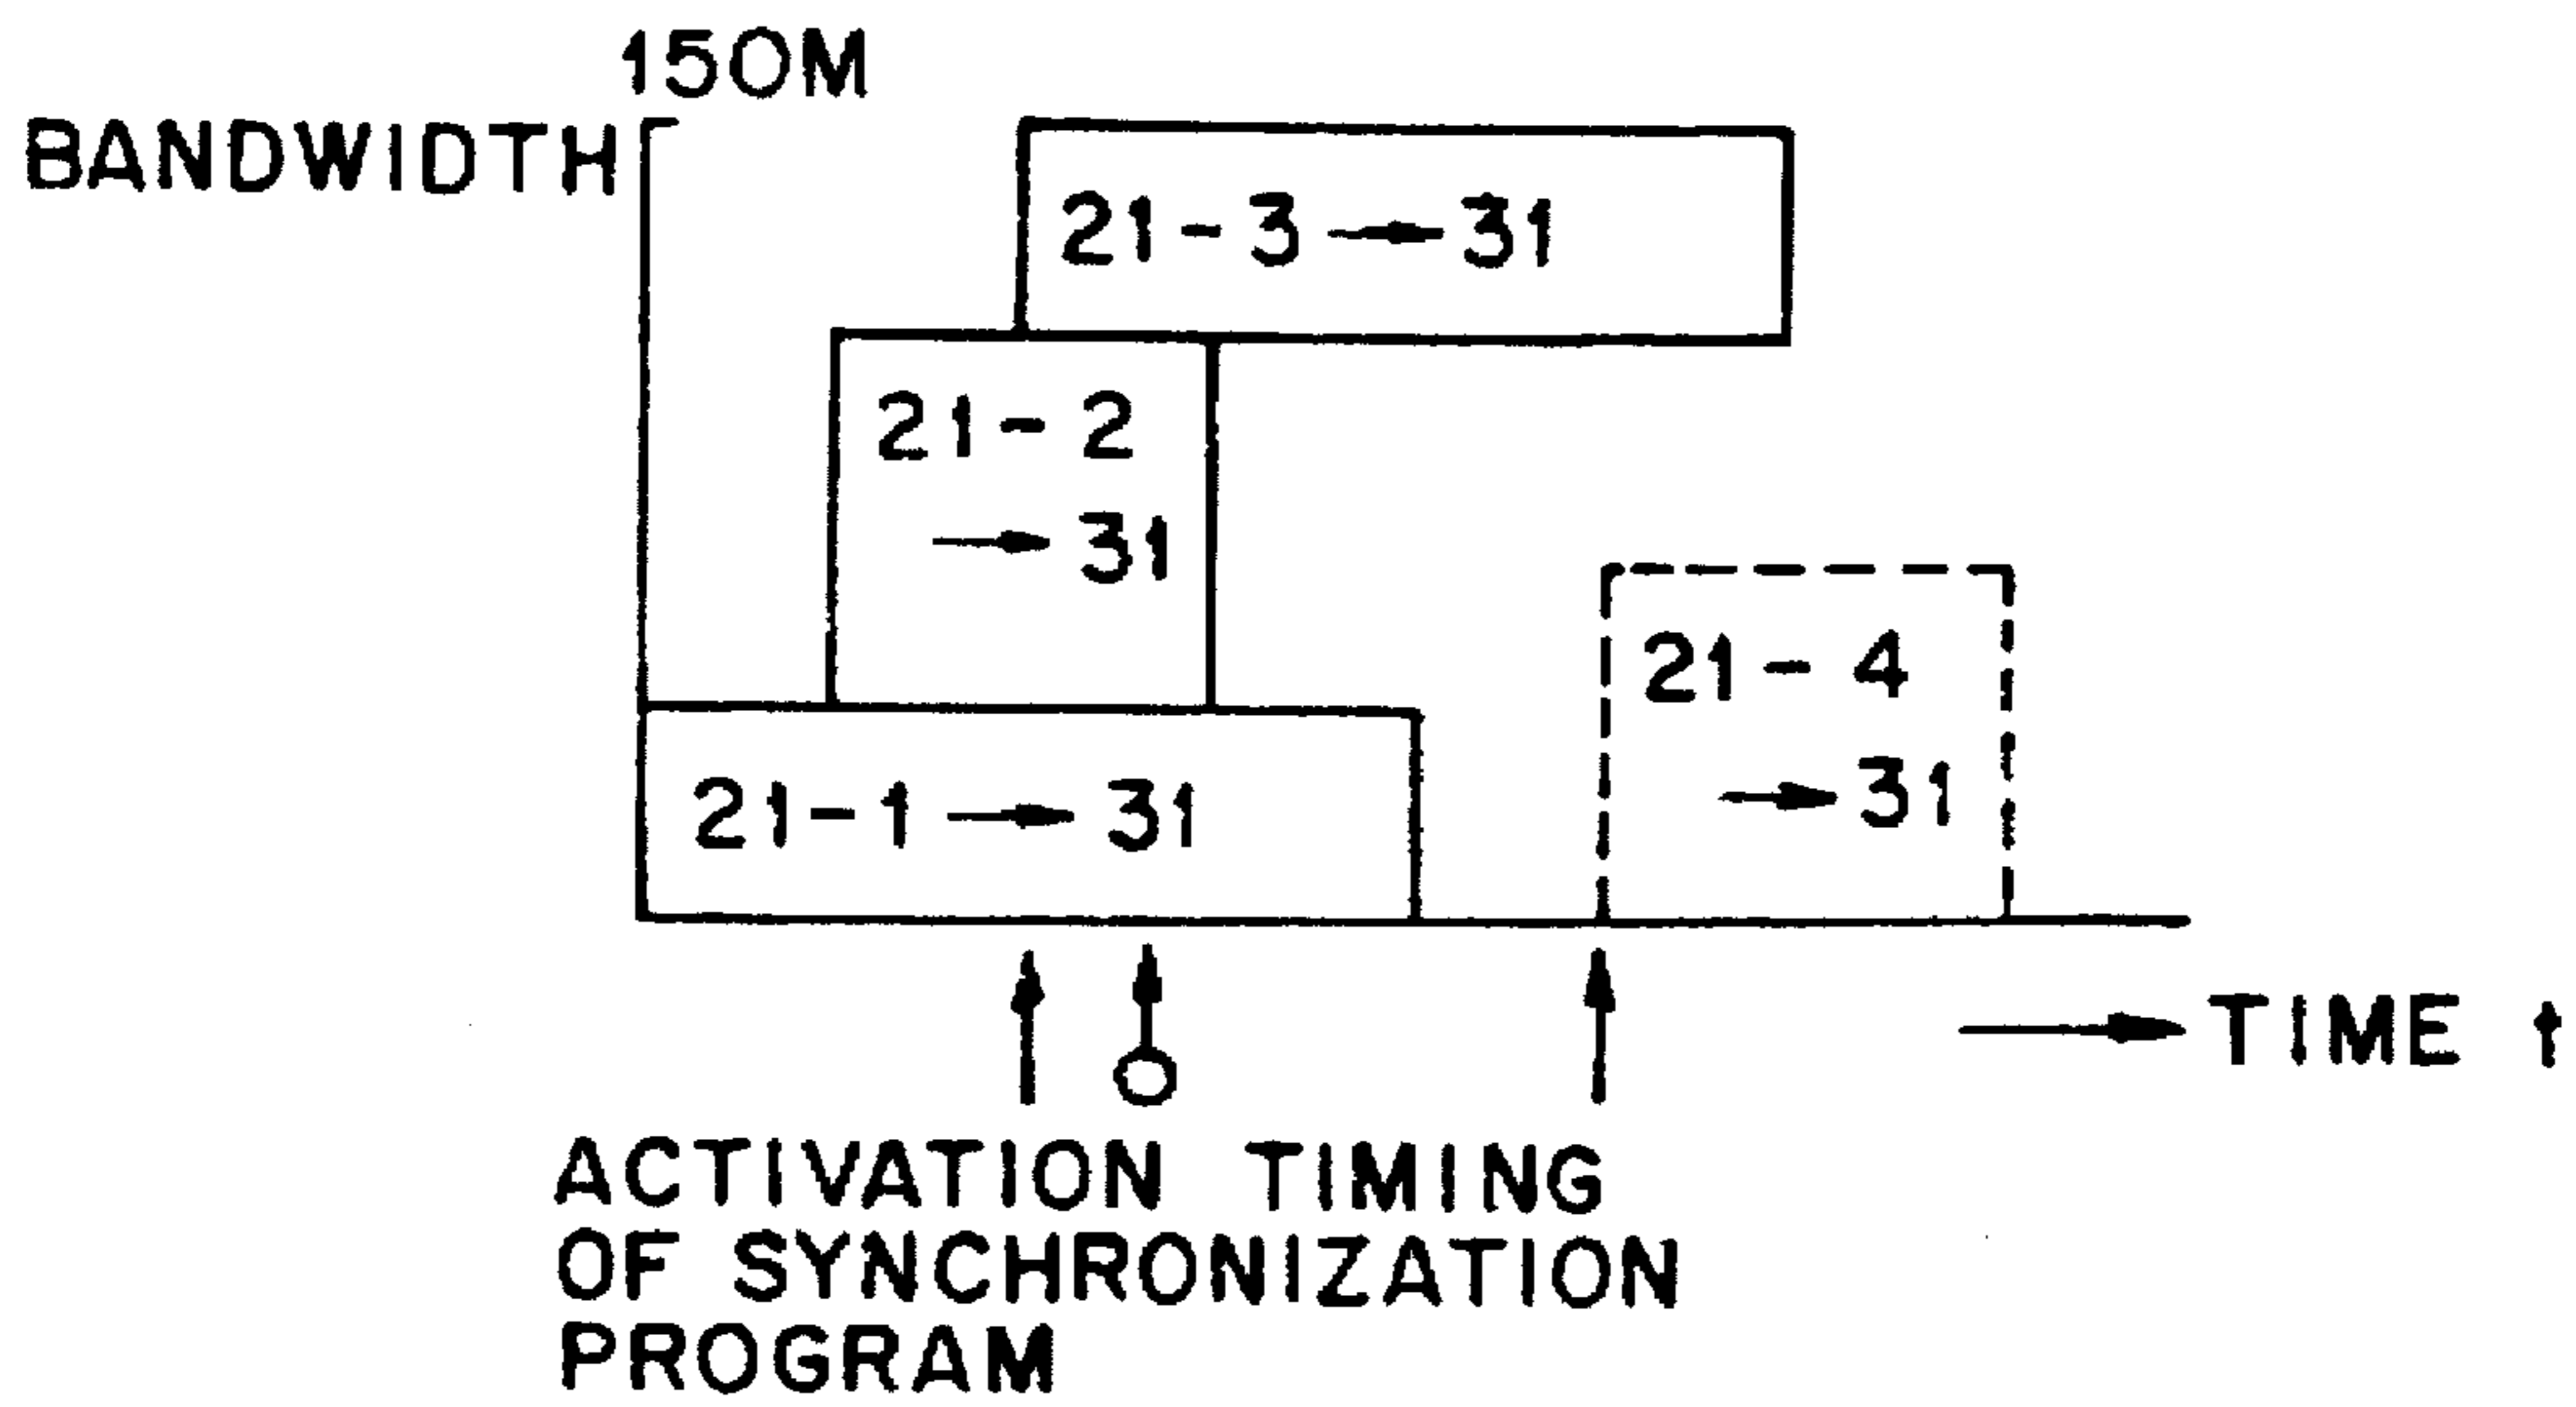 150M
BANDWIDTH
21-3→31
21-2
→31
21-4
→31
21-1→31
→TIME t
ACTIVATION TIMING
OF SYNCHRONIZATION
PROGRAM